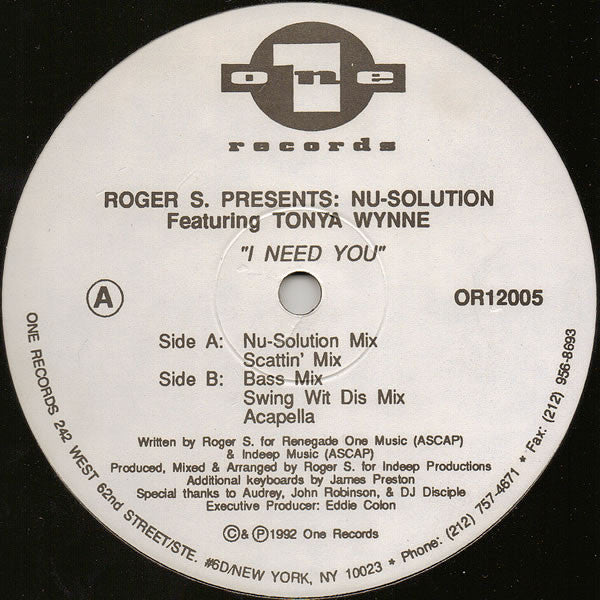 one
records
ROGER S. PRESENTS: NU-SOLUTION
Featuring TONYA WYNNE
"I NEED YOU"
A
OR12005
Side A: Nu-Solution Mix
Scattin' Mix
Side B: Bass Mix
Swing Wit Dis Mix
Acapella
Written by Roger S. for Renegade One Music (ASCAP)
& Indeep Music (ASCAP)
Produced, Mixed & Arranged by Roger S. for Indeep Productions
Additional keyboards by James Preston
Special thanks to Audrey, John Robinson, & DJ Disciple
Executive Producer: Eddie Colon
©& ℗1992 One Records
ONE RECORDS 242 WEST 62nd STREET/STE. #6D/NEW YORK, NY 10023 * Phone: (212) 757-4671 * Fax: (212) 956-8693